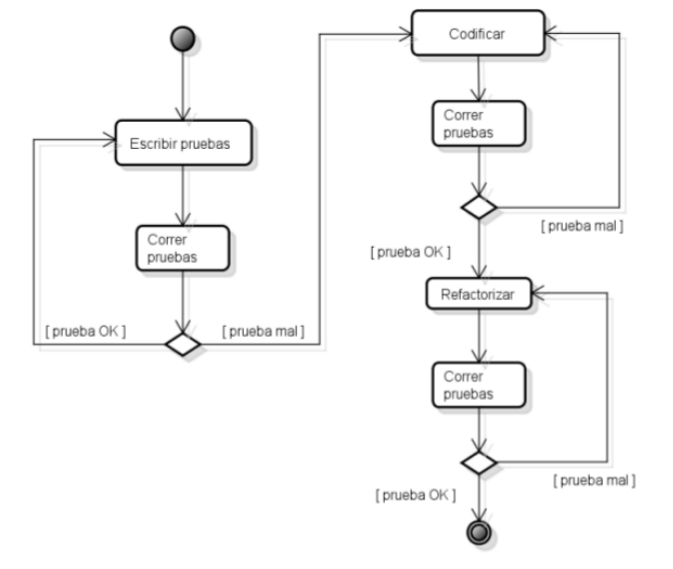 Escribir pruebas
Correr
pruebas
[ prueba OK ]
[ prueba mal ]
Codificar
Correr
pruebas
[ prueba mal ]
[ prueba OK ]
Refactorizar
Correr
pruebas
[ prueba mal ]
[ prueba OK ]